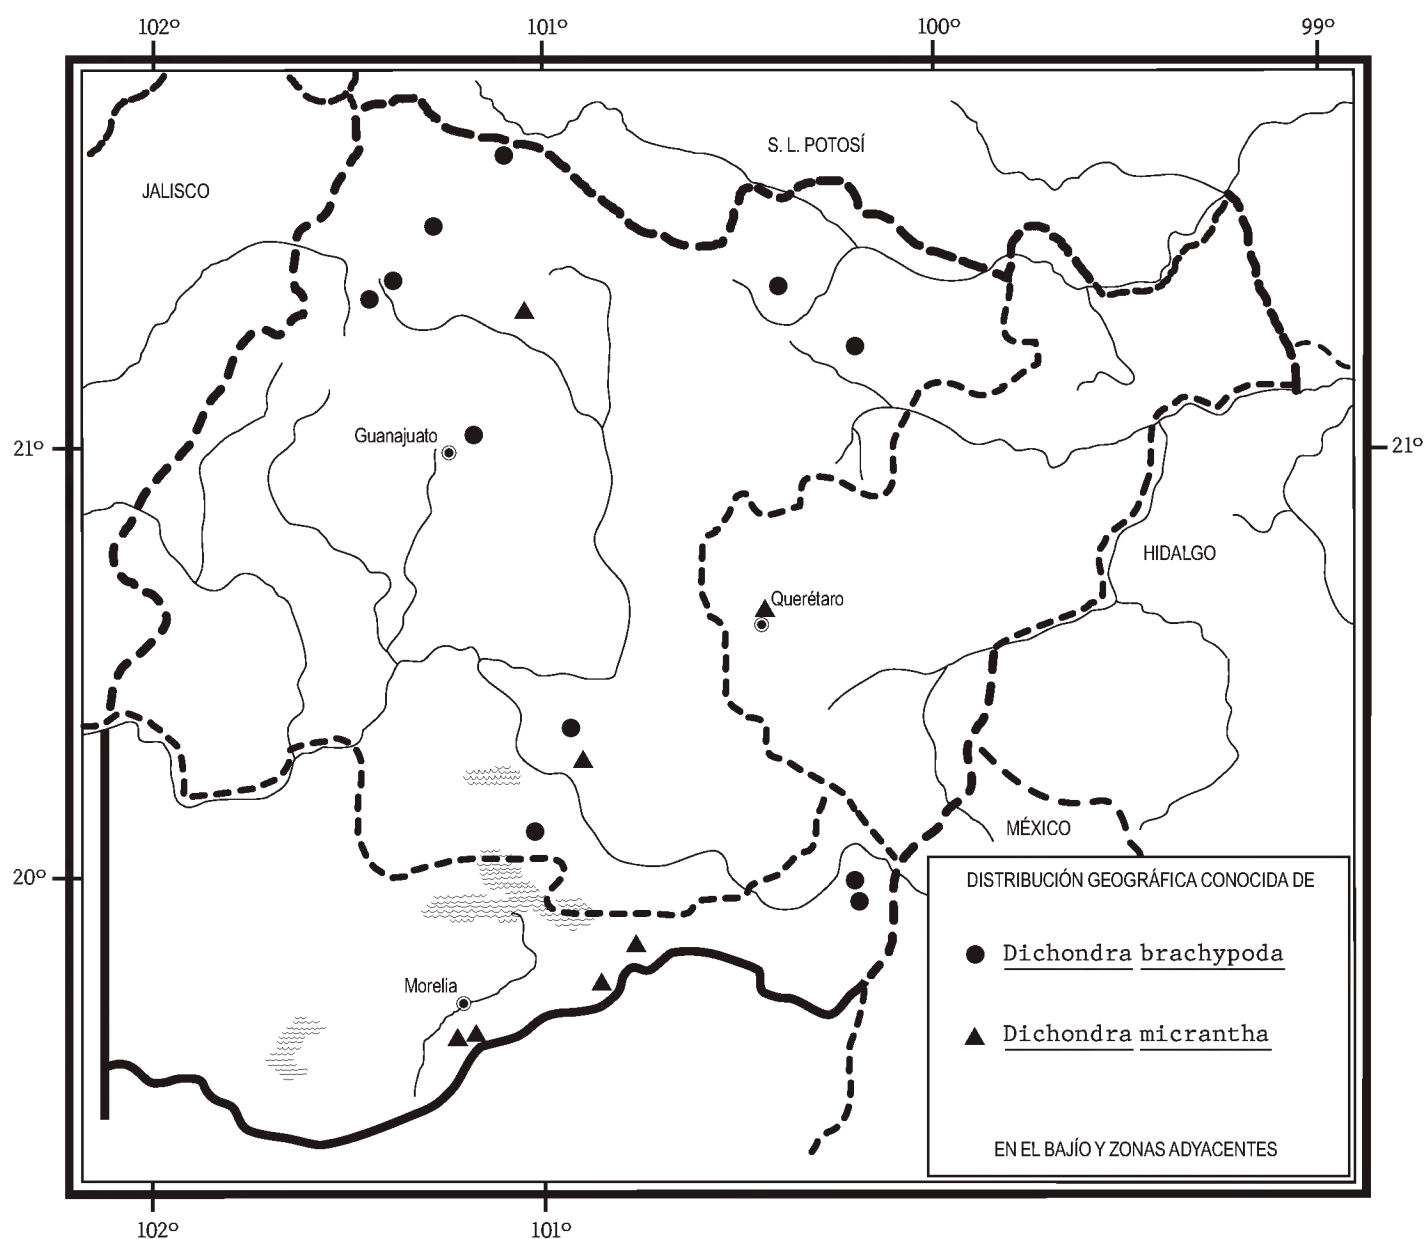 102º 101º 100º 99º
S. L. POTOSÍ
JALISCO
Guanajuato
21º 21º
HIDALGO
Querétaro
MÉXICO
20º
DISTRIBUCIÓN GEOGRÁFICA CONOCIDA DE
Dichondra brachypoda
Morelia
Dichondra micrantha
EN EL BAJÍO Y ZONAS ADYACENTES
102º 101º